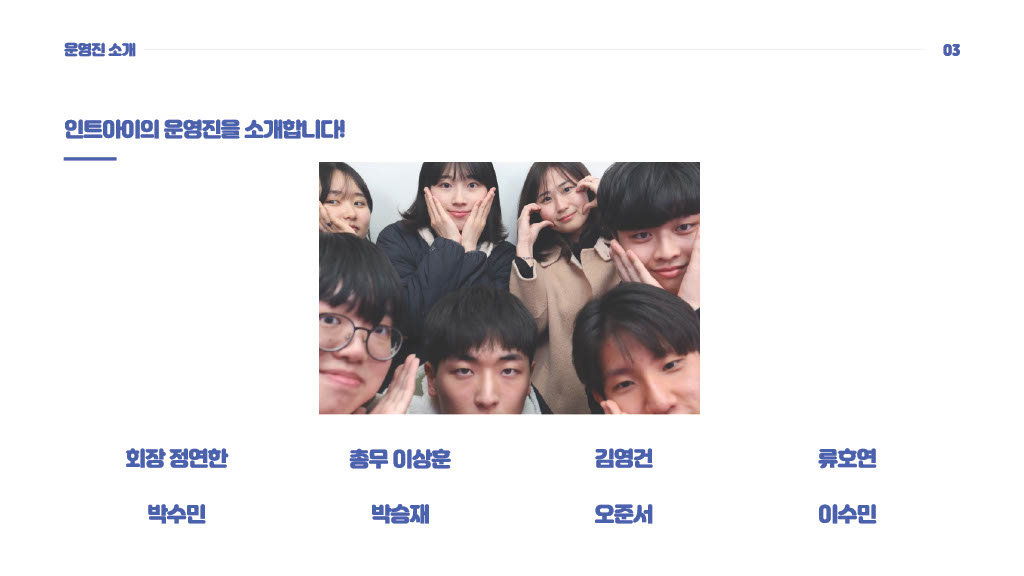 운영진 소개 03
인트아이의 운영진을 소개합니다!
회장 정연한 총무 이상훈 김영건 류호연
박수민 박승재 오준서 이수민